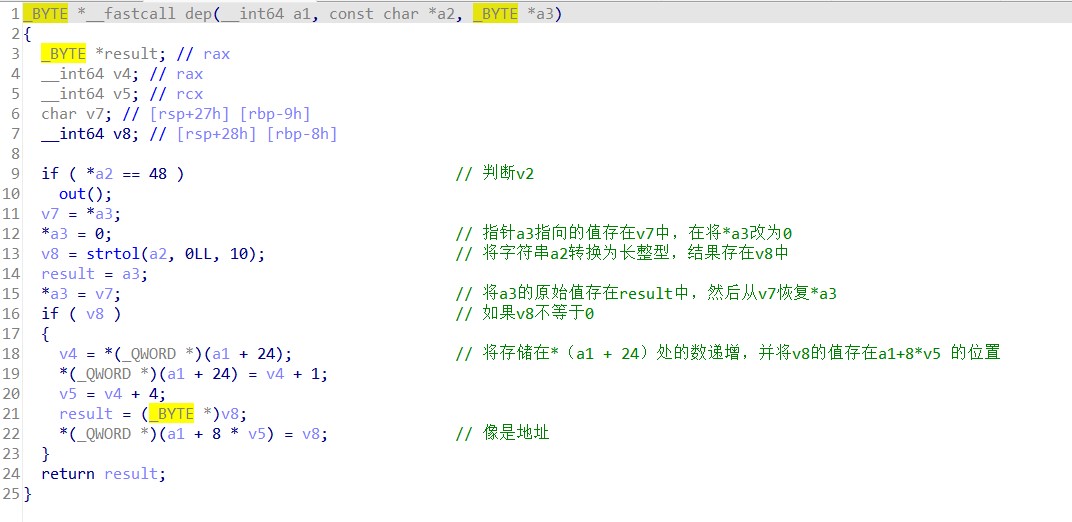 1 _BYTE *__fastcall dep(__int64 a1, const char *a2, _BYTE *a3)
2 {
3 _BYTE *result; // rax
4 __int64 v4; // rax
5 __int64 v5; // rcx
6 char v7; // [rsp+27h] [rbp-9h]
7 __int64 v8; // [rsp+28h] [rbp-8h]
8
9 if ( *a2 == 48 ) // 判断v2
10 out();
11 v7 = *a3;
12 *a3 = 0; // 指针a3指向的值存在v7中，在将*a3改为0
13 v8 = strtol(a2, 0LL, 10); // 将字符串a2转换为长整型，结果存在v8中
14 result = a3;
15 *a3 = v7; // 将a3的原始值存在result中，然后从v7恢复*a3
16 if ( v8 ) // 如果v8不等于0
17 {
18 v4 = *(_QWORD *)(a1 + 24); // 将存储在*（a1 + 24）处的数递增，并将v8的值存在a1+8*v5 的位置
19 *(_QWORD *)(a1 + 24) = v4 + 1;
20 v5 = v4 + 4;
21 result = (_BYTE *)v8;
22 *(_QWORD *)(a1 + 8 * v5) = v8; // 像是地址
23 }
24 return result;
25 }